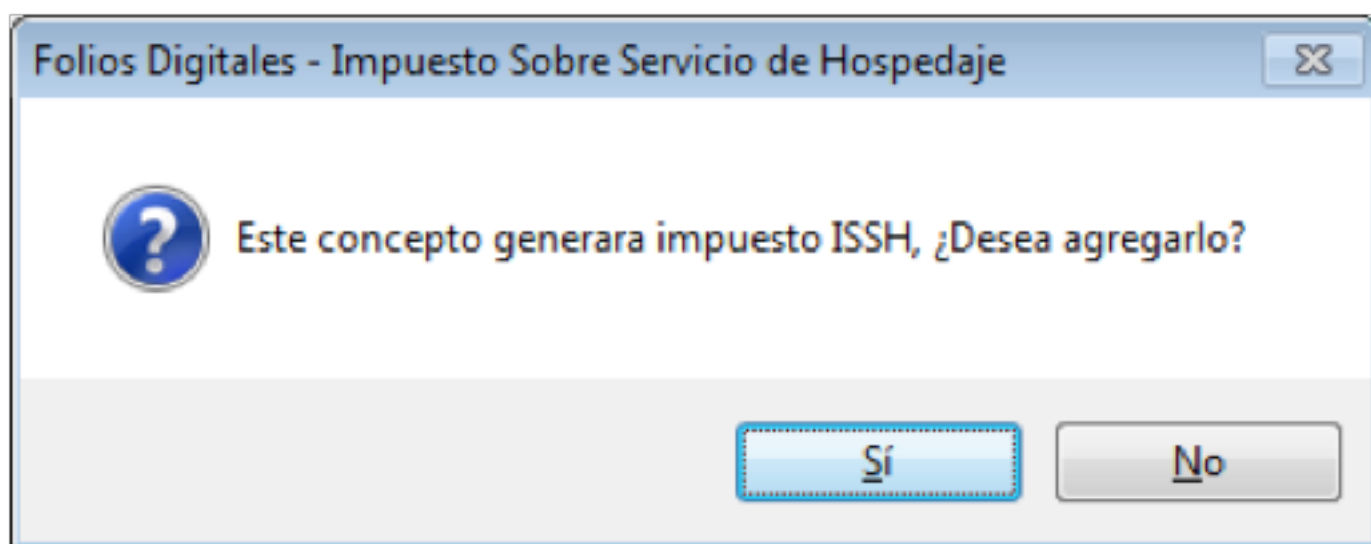 Folios Digitales - Impuesto Sobre Servicio de Hospedaje
Este concepto generara impuesto ISSH, ¿Desea agregarlo?
Sí
No